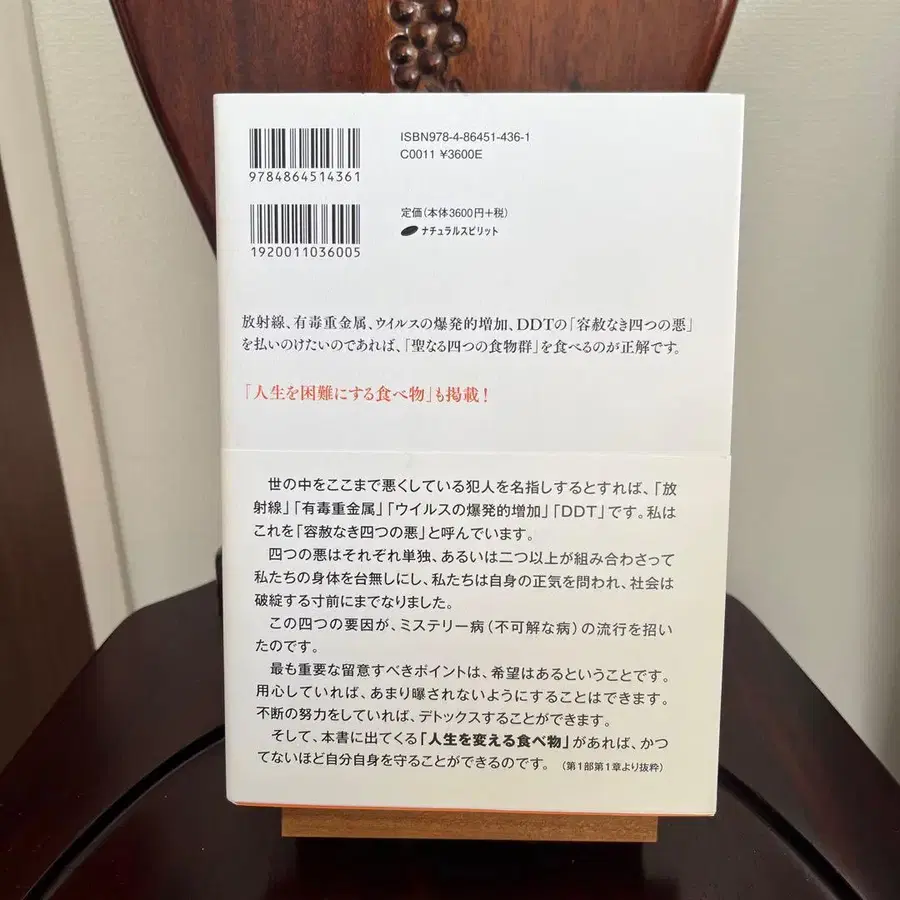 ISBN978-4-86451-436-1
C0011 ¥3600E
9784864514361
定価（本体3600円＋税）
ナチュラルスピリット
1920011036005
放射線、有毒重金属、ウイルスの爆発的増加、DDTの「容赦なき四つの悪」
を払いのけたいのであれば、「聖なる四つの食物群」を食べるのが正解です。
「人生を困難にする食べ物」も掲載！
世の中をここまで悪くしている犯人を名指しするとすれば、「放
射線」「有毒重金属」「ウイルスの爆発的増加」「DDT」です。私は
これを「容赦なき四つの悪」と呼んでいます。
四つの悪はそれぞれ単独、あるいは二つ以上が組み合わさって
私たちの身体を台無しにし、私たちは自身の正気を問われ、社会は
破綻する寸前にまでなりました。
この四つの要因が、ミステリー病（不可解な病）の流行を招い
たのです。
最も重要な留意すべきポイントは、希望はあるということです。
用心していれば、あまり曝されないようにすることはできます。
不断の努力をしていれば、デトックスすることができます。
そして、本書に出てくる「人生を変える食べ物」があれば、かつ
てないほど自分自身を守ることができるのです。（第1部第1章より抜粋）